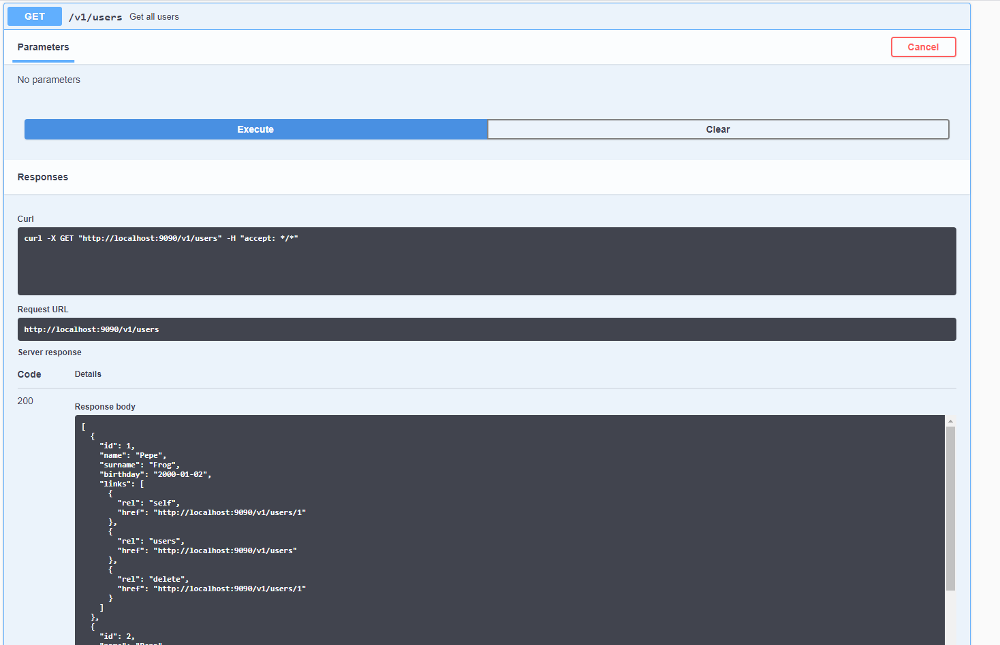 GET /v1/users Get all users
Parameters
Cancel
No parameters
Execute
Clear
Responses
Curl
curl -X GET "http://localhost:9090/v1/users" -H "accept: */*"
Request URL
http://localhost:9090/v1/users
Server response
Code Details
200
Response body
[
{
"id": 1,
"name": "Pepe",
"surname": "Frog",
"birthday": "2000-01-02",
"links": [
{
"rel": "self",
"href": "http://localhost:9090/v1/users/1"
},
{
"rel": "users",
"href": "http://localhost:9090/v1/users"
},
{
"rel": "delete",
"href": "http://localhost:9090/v1/users/1"
}
]
},
{
"id": 2,